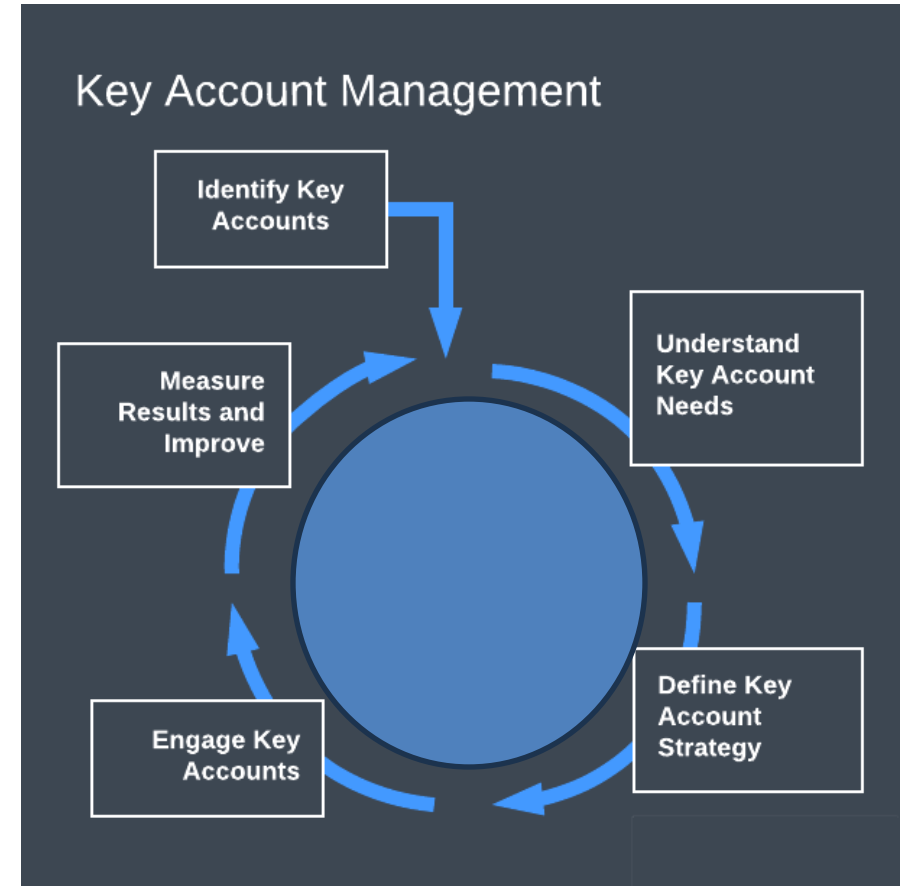 Key Account Management
Identify Key
Accounts
Understand
Key Account
Needs
Define Key
Account
Strategy
Engage Key
Accounts
Measure
Results and
Improve